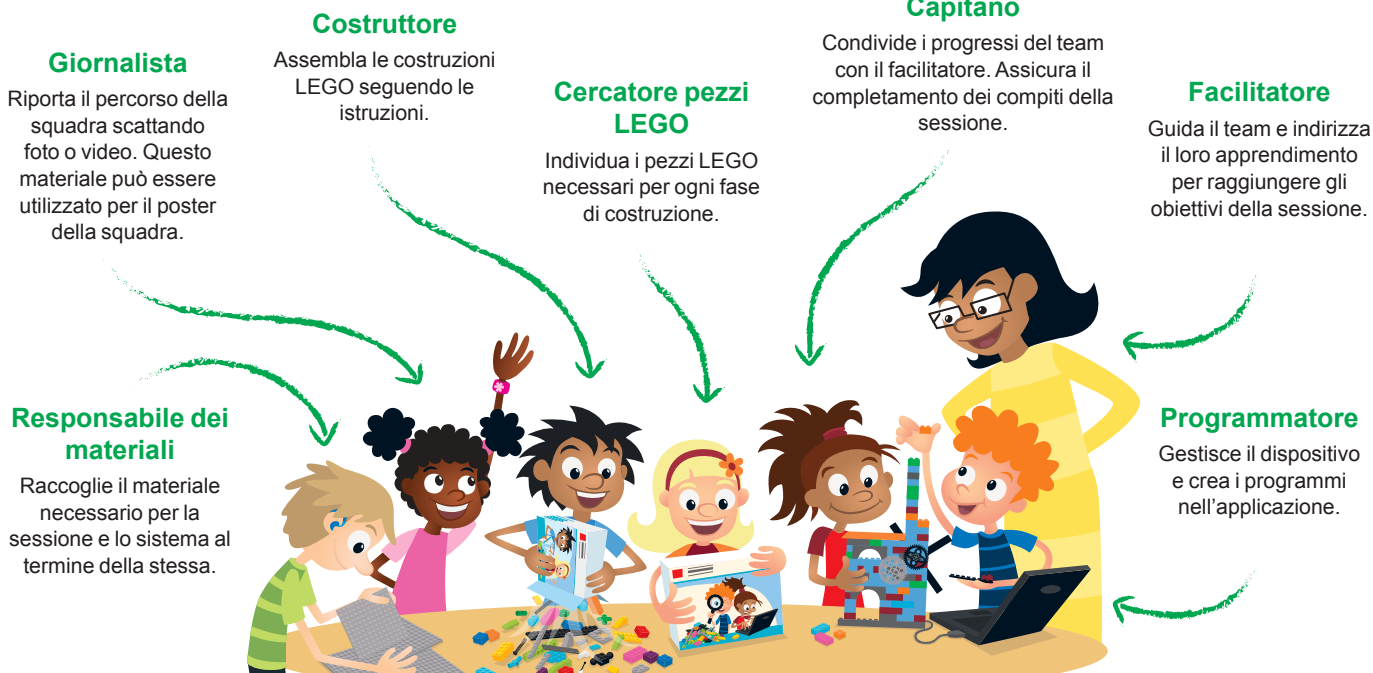 Giornalista
Riporta il percorso della
squadra scattando
foto o video. Questo
materiale può essere
utilizzato per il poster
della squadra.
Costruttore
Assembla le costruzioni
LEGO seguendo le
istruzioni.
Cercatore pezzi
LEGO
Individua i pezzi LEGO
necessari per ogni fase
di costruzione.
Capitano
Condivide i progressi del team
con il facilitatore. Assicura il
completamento dei compiti della
sessione.
Facilitatore
Guida il team e indirizza
il loro apprendimento
per raggiungere gli
obiettivi della sessione.
Responsabile dei
materiali
Raccoglie il materiale
necessario per la
sessione e lo sistema al
termine della stessa.
Programmatore
Gestisce il dispositivo
e crea i programmi
nell’applicazione.